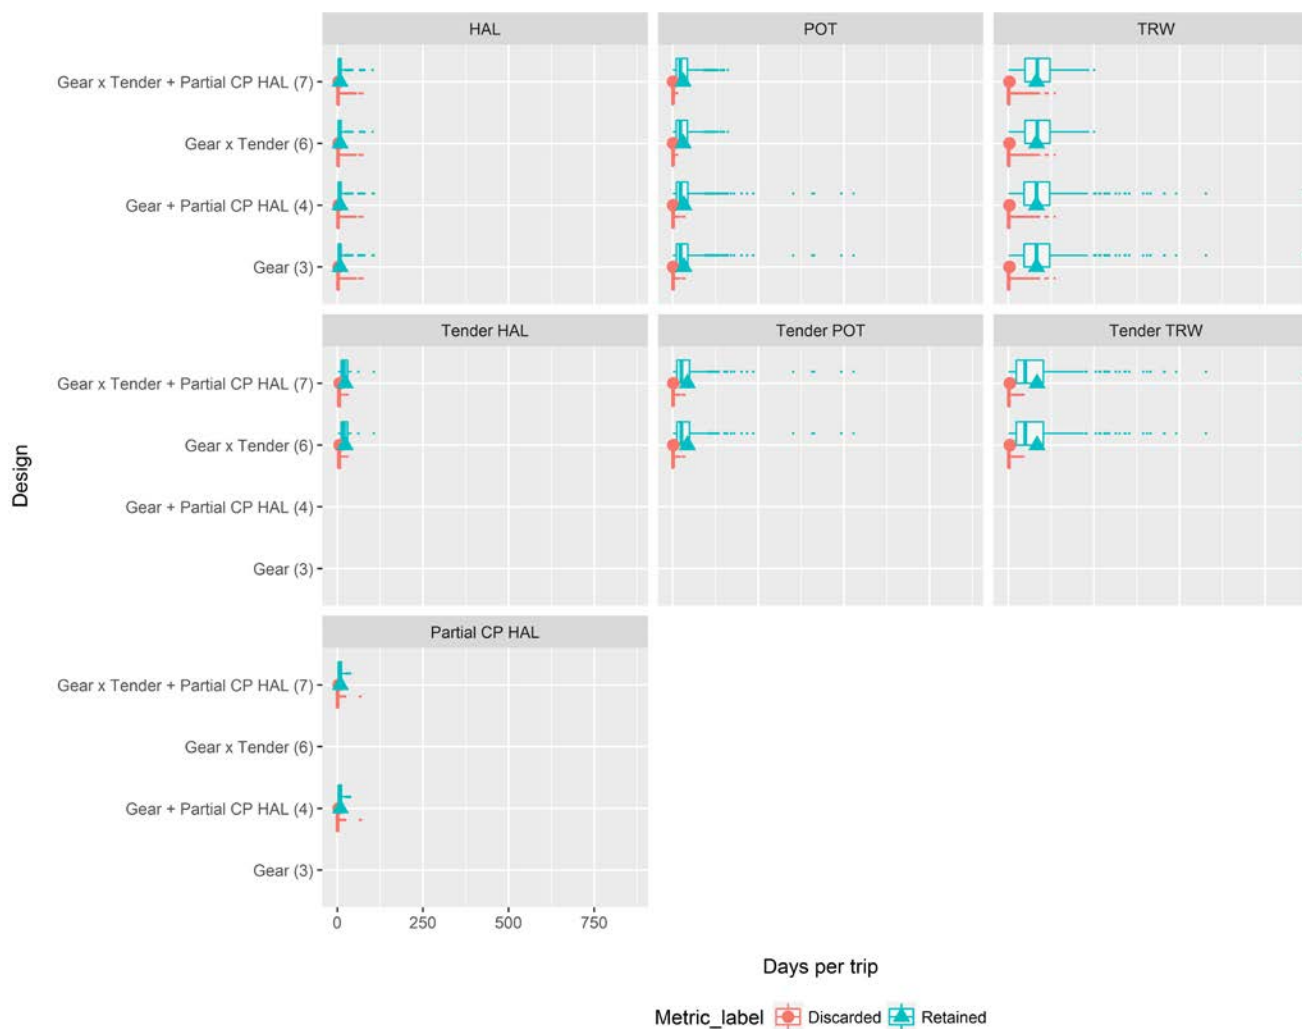 HAL POT TRW
Gear x Tender + Partial CP HAL (7)
Gear x Tender (6)
Gear + Partial CP HAL (4)
Gear (3)
Tender HAL Tender POT Tender TRW
Gear x Tender + Partial CP HAL (7)
Gear x Tender (6)
Gear + Partial CP HAL (4)
Gear (3)
Design
Partial CP HAL
Gear x Tender + Partial CP HAL (7)
Gear x Tender (6)
Gear + Partial CP HAL (4)
Gear (3)
0 250 500 750
Days per trip
Metric_label Discarded Retained